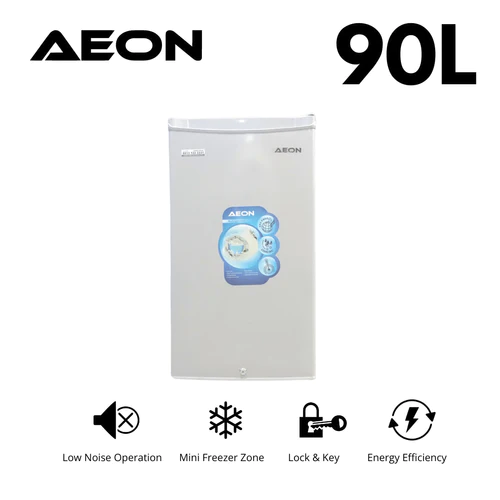 AEON
90L
AEON
AEON
Low Noise Operation
Mini Freezer Zone
Lock & Key
Energy Efficiency